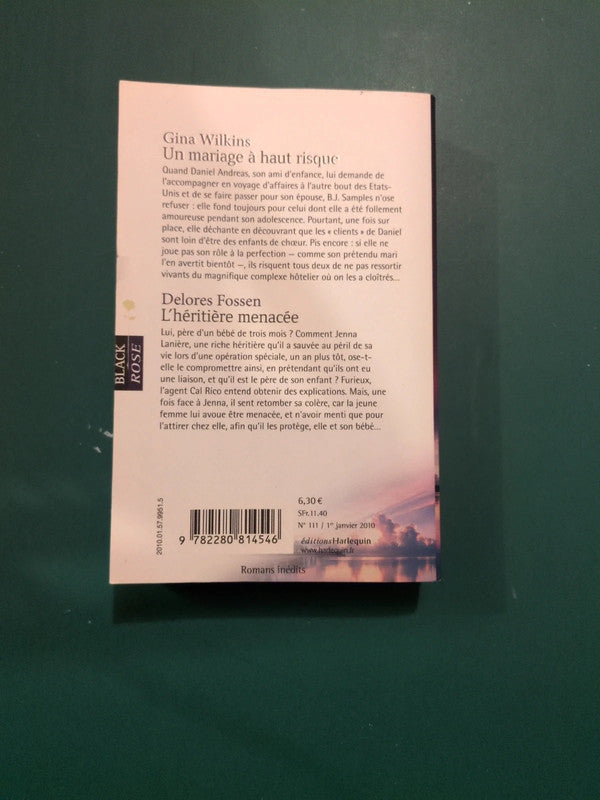 Gina Wilkins
Un mariage à haut risque
Quand Daniel Andreas, son ami d'enfance, lui demande de
l'accompagner en voyage d'affaires à l'autre bout des Etats-
Unis et de se faire passer pour son épouse, B.J. Samples n'ose
refuser : elle fond toujours pour celui dont elle a été follement
amoureuse pendant son adolescence. Pourtant, une fois sur
place, elle déchante en découvrant que les « clients » de Daniel
sont loin d'être des enfants de chœur. Pis encore : si elle ne
joue pas son rôle à la perfection – comme son prétendu mari
l'en avertit bientôt –, ils risquent tous deux de ne pas ressortir
vivants du magnifique complexe hôtelier où on les a cloîtrés...
Delores Fossen
L'héritière menacée
Lui, père d'un bébé de trois mois ? Comment Jenna
Lanière, une riche héritière qu'il a sauvée au péril de sa
vie lors d'une opération spéciale, un an plus tôt, ose-t-
elle le compromettre ainsi, en prétendant qu'ils ont eu
une liaison, et qu'il est le père de son enfant ? Furieux,
l'agent Cal Rico entend obtenir des explications. Mais, une
fois face à Jenna, il sent retomber sa colère, car la jeune
femme lui avoue être menacée, et n'avoir menti que pour
l'attirer chez elle, afin qu'il les protège, elle et son bébé...
BLACK
ROSE
2010.01.57.9951.5
9 782280 814546
6,30 €
SFr.11.40
N° 111 / 1er janvier 2010
éditionsHarlequin
www.harlequin.fr
Romans inédits